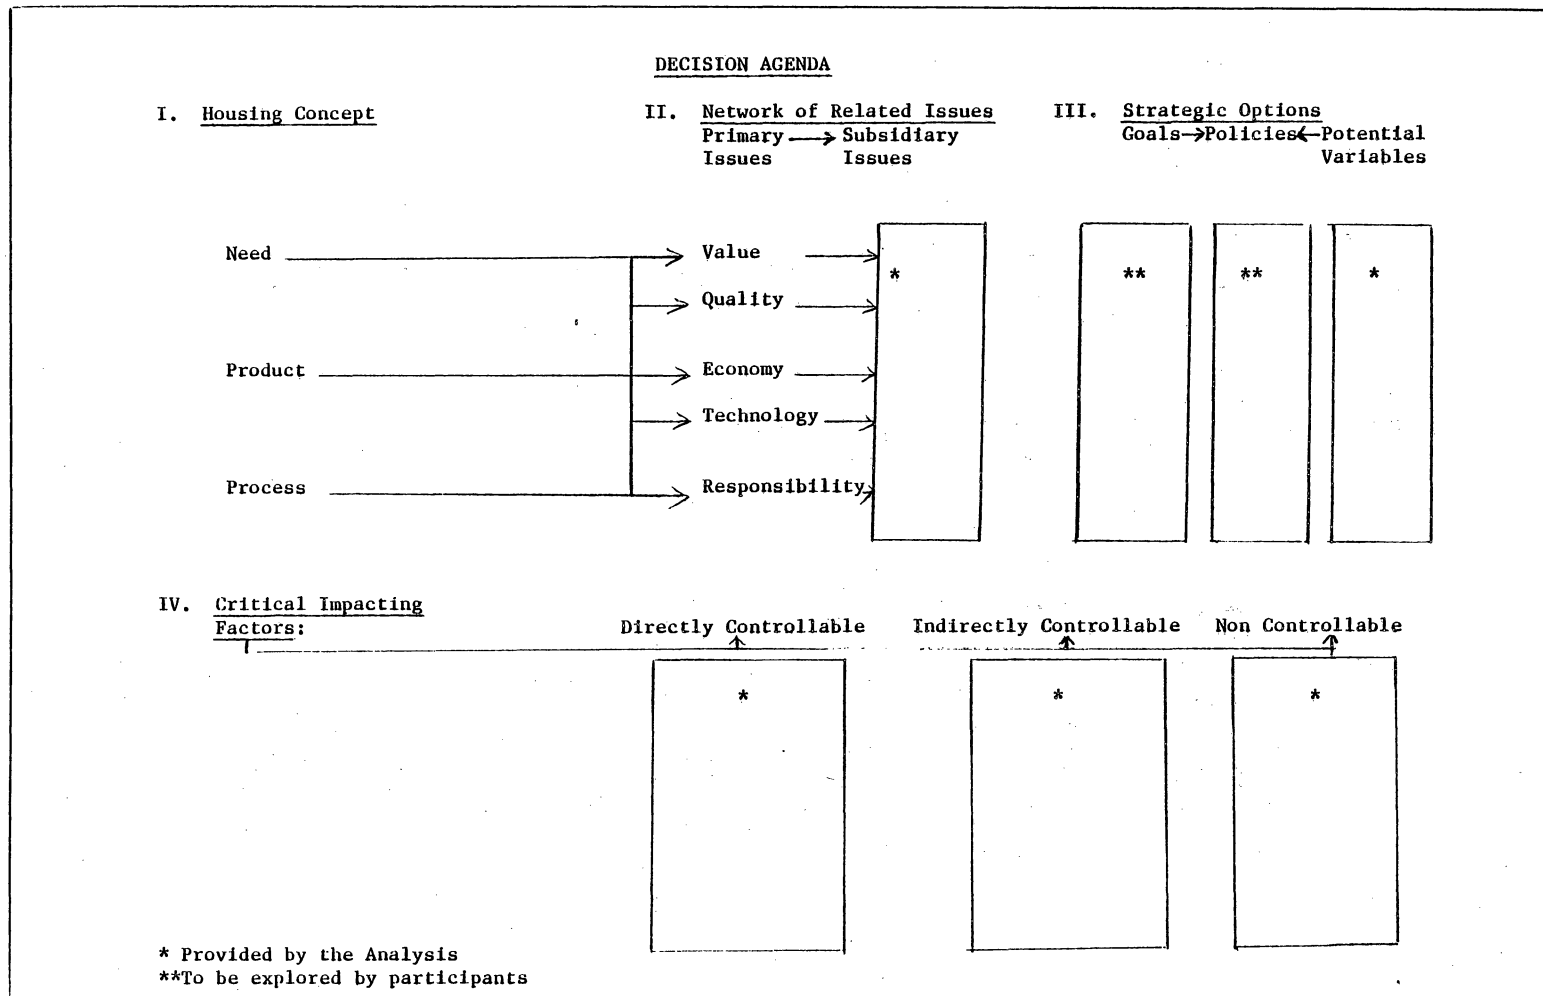 DECISION AGENDA
I. Housing Concept
II. Network of Related Issues
Primary Subsidiary
Issues Issues
III. Strategic Options
Goals Policies Potential
Variables
Need Value
* ** ** *
Quality
Product Economy
Technology
Process Responsibility
IV. Critical Impacting
Factors:
Directly Controllable Indirectly Controllable Non Controllable
* * *
* Provided by the Analysis
**To be explored by participants